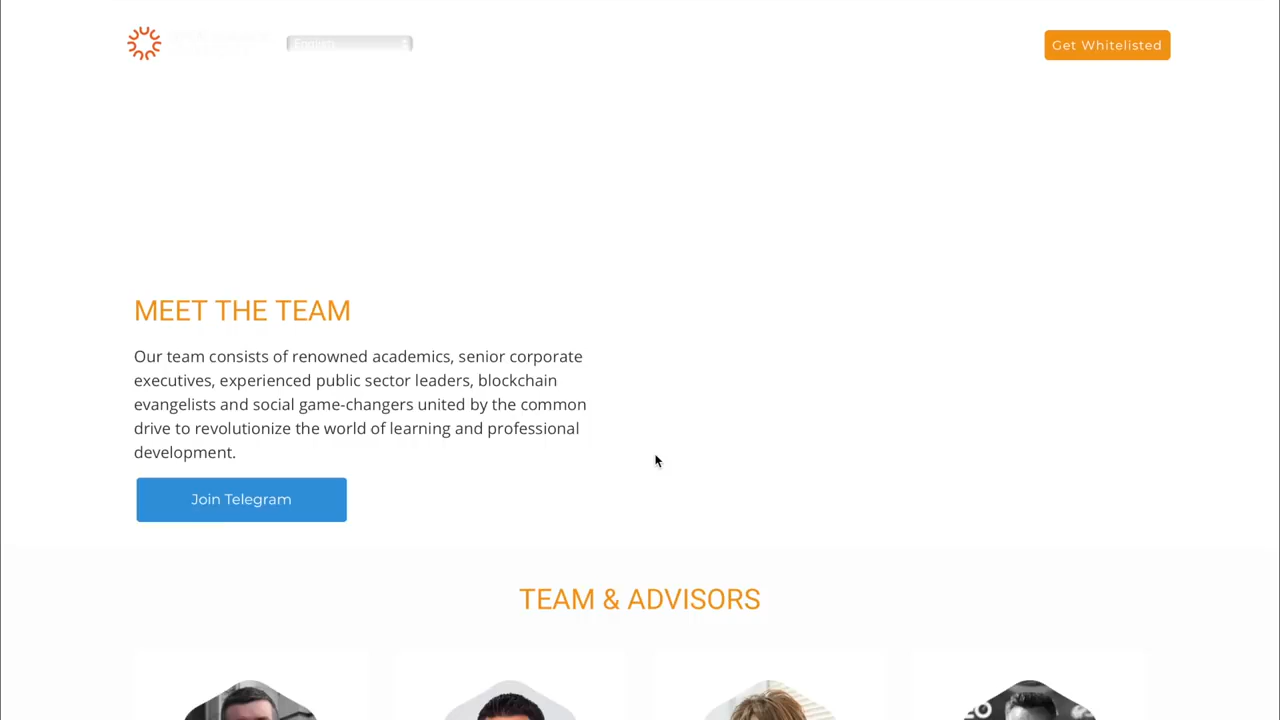 English
Get Whitelisted
MEET THE TEAM
Our team consists of renowned academics, senior corporate
executives, experienced public sector leaders, blockchain
evangelists and social game-changers united by the common
drive to revolutionize the world of learning and professional
development.
Join Telegram
TEAM & ADVISORS